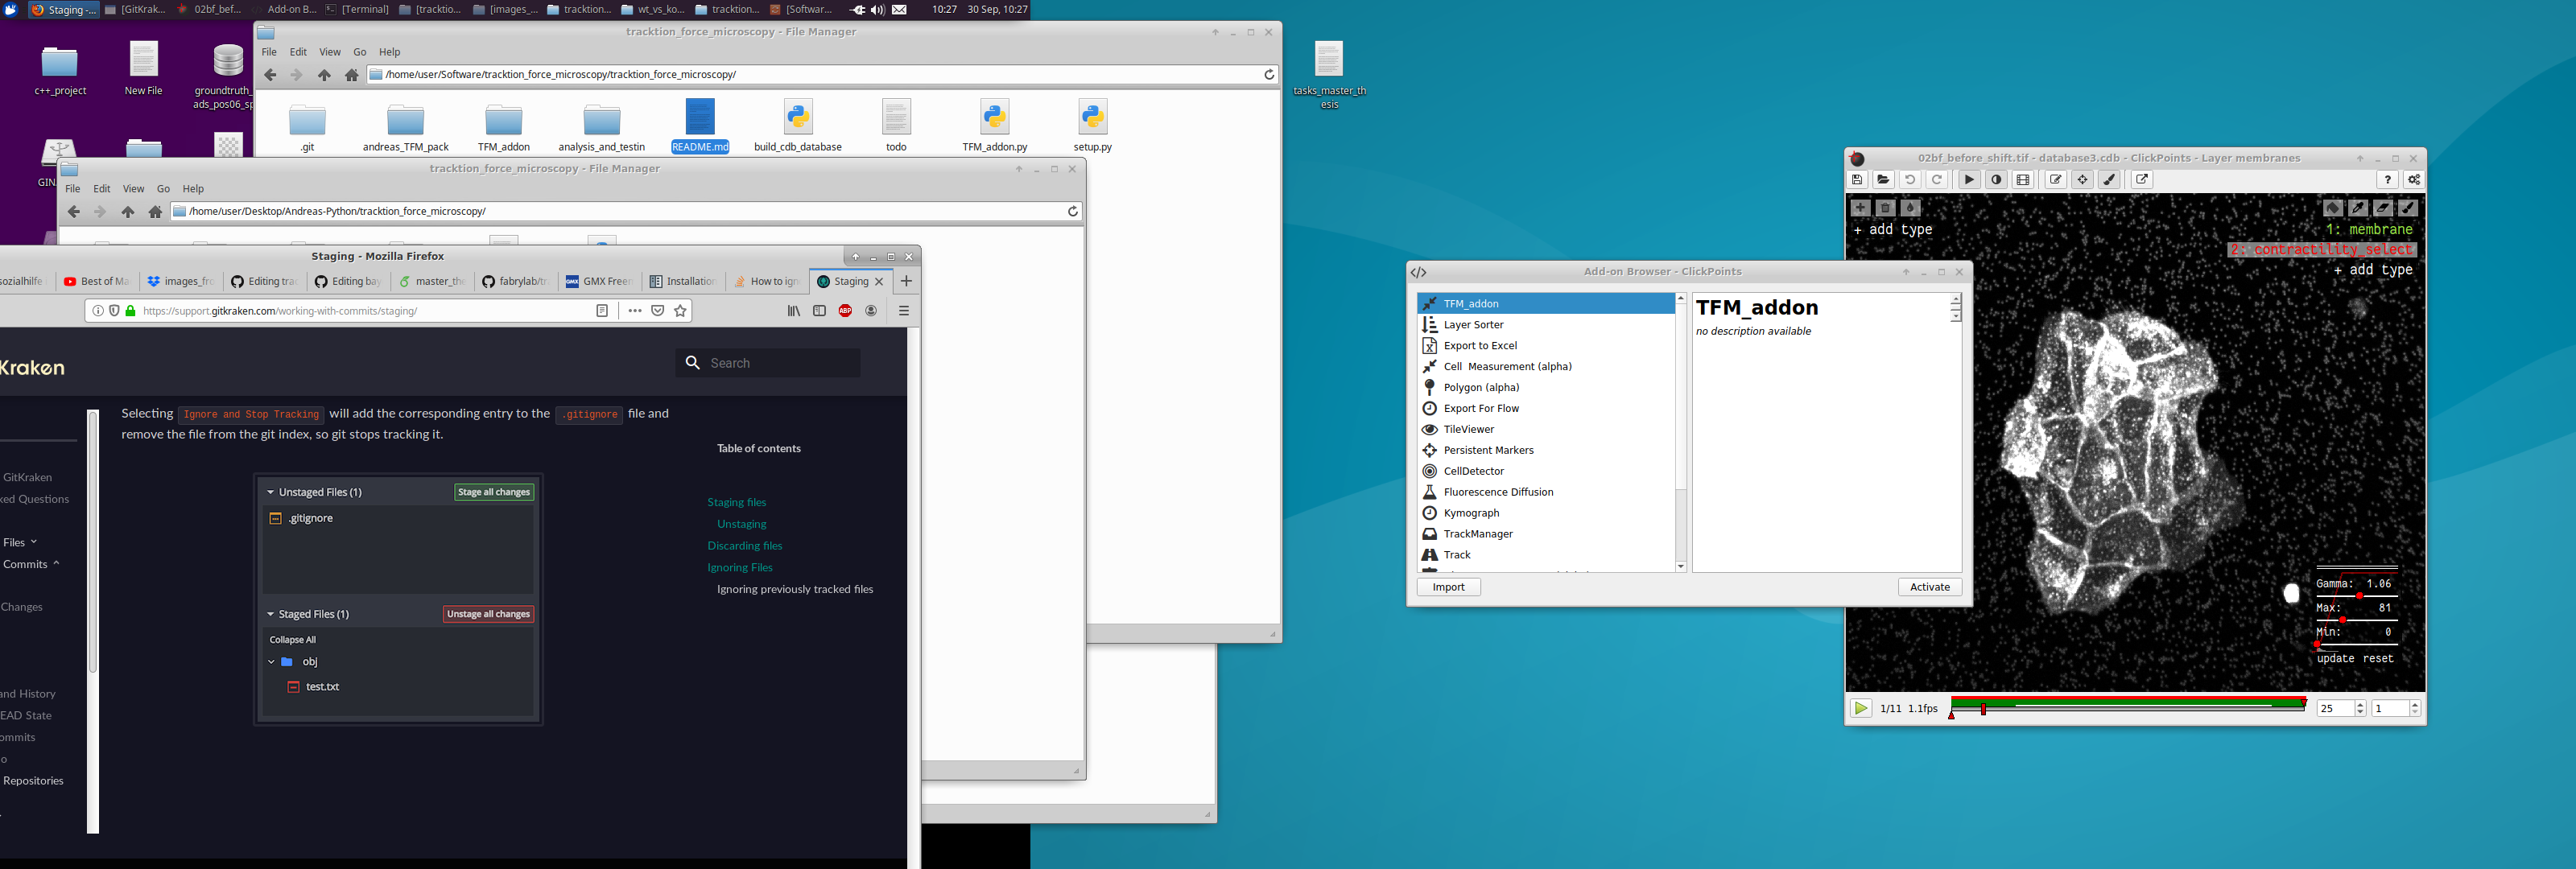 Staging -...
[GitKrak...
02bf_bef...
Add-on B...
[Terminal]
[tracktio...
[images_...
tracktion...
wt_vs_ko...
tracktion...
[Softwar...
10:27
30 Sep, 10:27
c++_project
New File
groundtruth_
ads_pos06_sp
GIN
tracktion_force_microscopy - File Manager
File Edit View Go Help
/home/user/Software/tracktion_force_microscopy/tracktion_force_microscopy/
.git
andreas_TFM_pack
TFM_addon
analysis_and_testin
README.md
build_cdb_database
todo
TFM_addon.py
setup.py
tracktion_force_microscopy - File Manager
File Edit View Go Help
/home/user/Desktop/Andreas-Python/tracktion_force_microscopy/
Staging - Mozilla Firefox
sozialhilfe
Best of Ma
images_fro
Editing trac
Editing bay
master_the
fabrylab/tr
GMX Freem
Installation
How to ign
Staging
https://support.gitkraken.com/working-with-commits/staging/
ABP
Kraken
Search
Selecting Ignore and Stop Tracking will add the corresponding entry to the .gitignore file and
remove the file from the git index, so git stops tracking it.
GitKraken
ked Questions
Files
Commits
Changes
and History
EAD State
ommits
o
Repositories
Unstaged Files (1)
Stage all changes
.gitignore
Staged Files (1)
Unstage all changes
Collapse All
obj
test.txt
Table of contents
Staging files
Unstaging
Discarding files
Ignoring Files
Ignoring previously tracked files
tasks_master_th
esis
Add-on Browser - ClickPoints
TFM_addon
Layer Sorter
Export to Excel
Cell Measurement (alpha)
Polygon (alpha)
Export For Flow
TileViewer
Persistent Markers
CellDetector
Fluorescence Diffusion
Kymograph
TrackManager
Track
TFM_addon
no description available
Import
Activate
02bf_before_shift.tif - database3.cdb - ClickPoints - Layer membranes
+ add type
1: membrane
2: contractility_select
+ add type
Gamma: 1.06
Max: 81
Min: 0
update reset
1/11 1.1fps
25
1